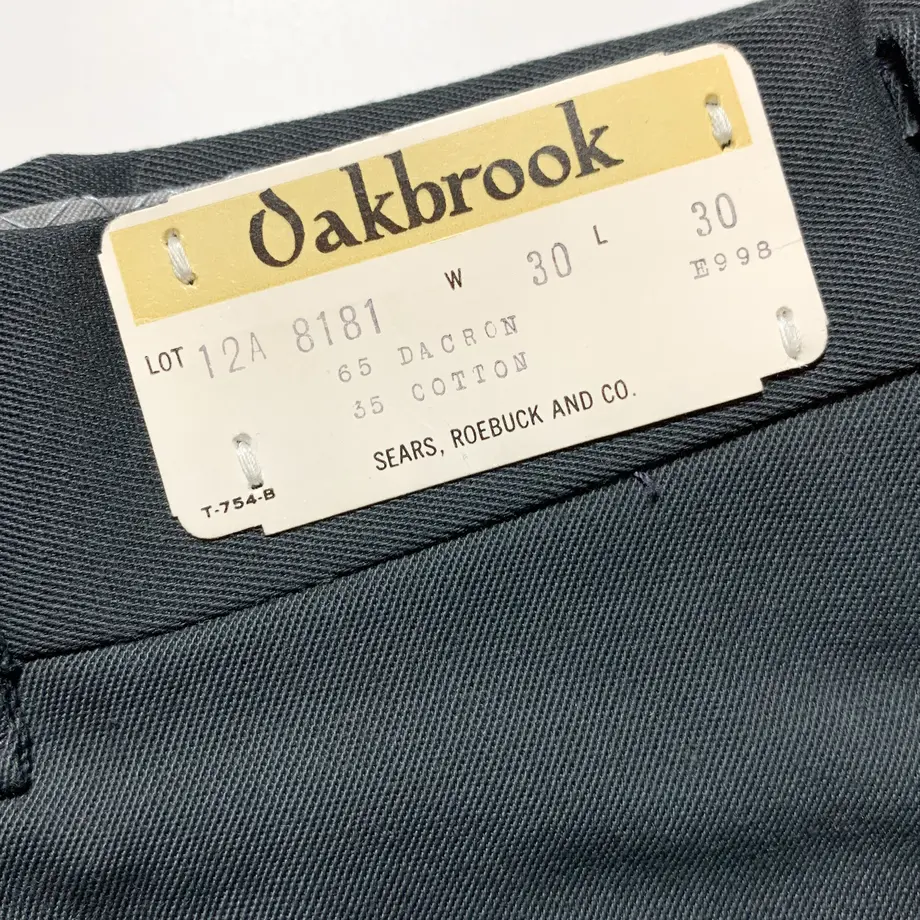 Oakbrook
W 30 L 30
LOT 12A 8181 E998
65 DACRON
35 COTTON
SEARS, ROEBUCK AND CO.
T-754-B